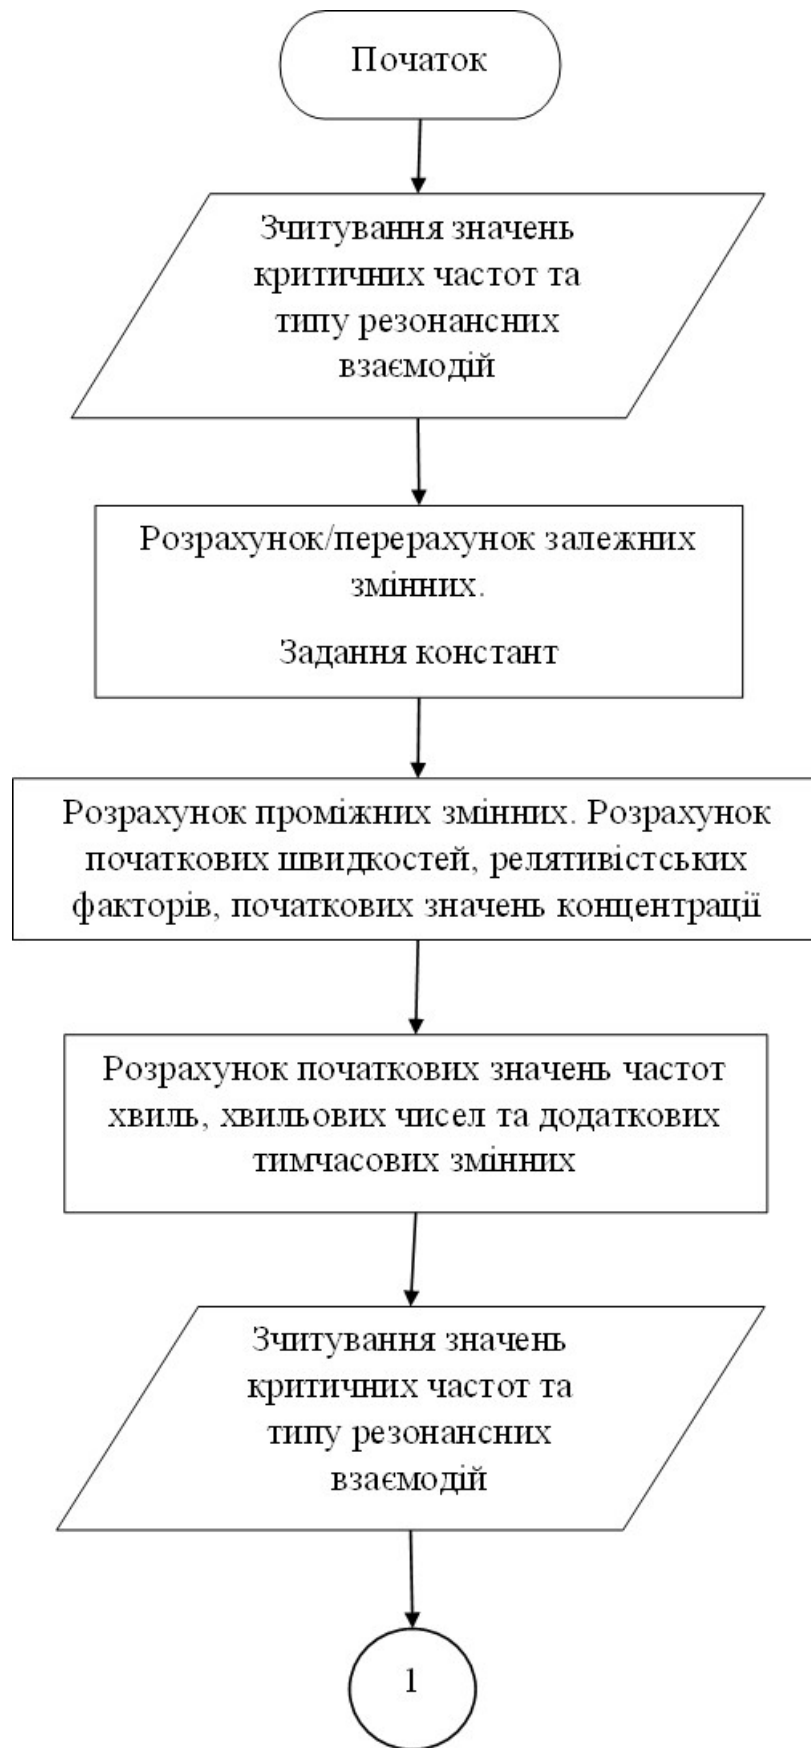 Початок
Зчитування значень
критичних частот та
типу резонансних
взаємодій
Розрахунок/перерахунок залежних
змінних.
Задання констант
Розрахунок проміжних змінних. Розрахунок
початкових швидкостей, релятивістських
факторів, початкових значень концентрації
Розрахунок початкових значень частот
хвиль, хвильових чисел та додаткових
тимчасових змінних
Зчитування значень
критичних частот та
типу резонансних
взаємодій
1